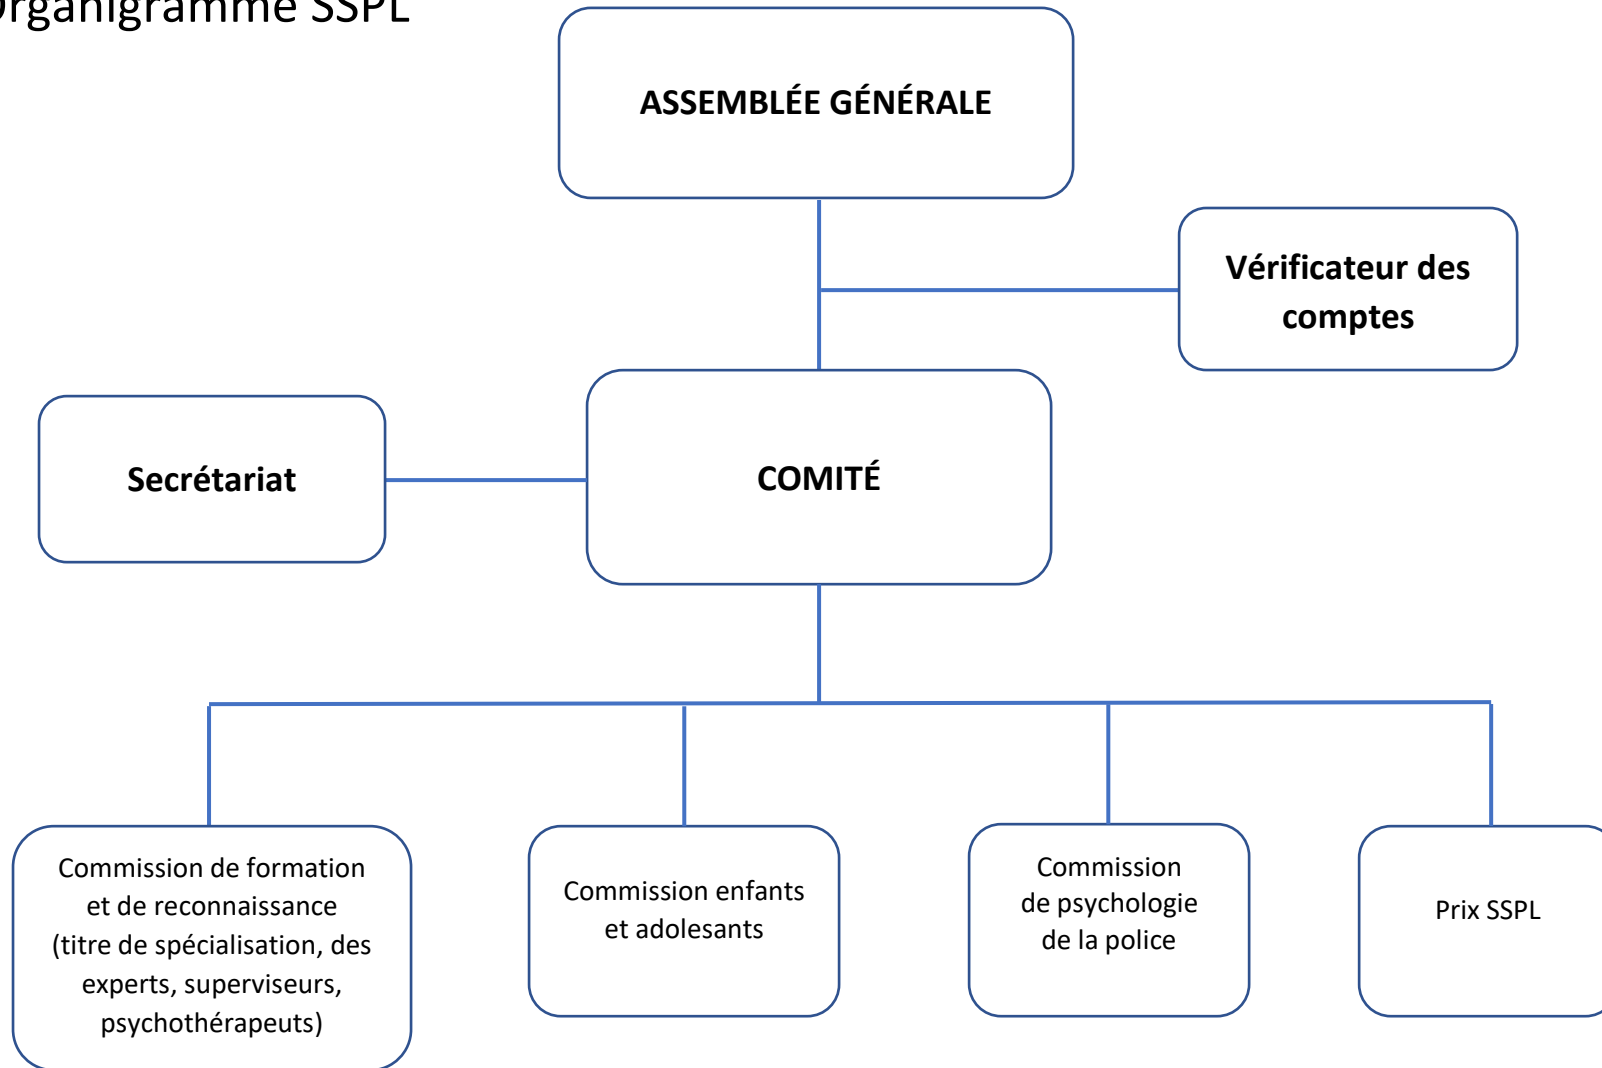 Organigramme SSPL
ASSEMBLÉE GÉNÉRALE
Vérificateur des
comptes
Secrétariat
COMITÉ
Commission de formation
et de reconnaissance
(titre de spécialisation, des
experts, superviseurs,
psychothérapeuts)
Commission enfants
et adolesants
Commission
de psychologie
de la police
Prix SSPL